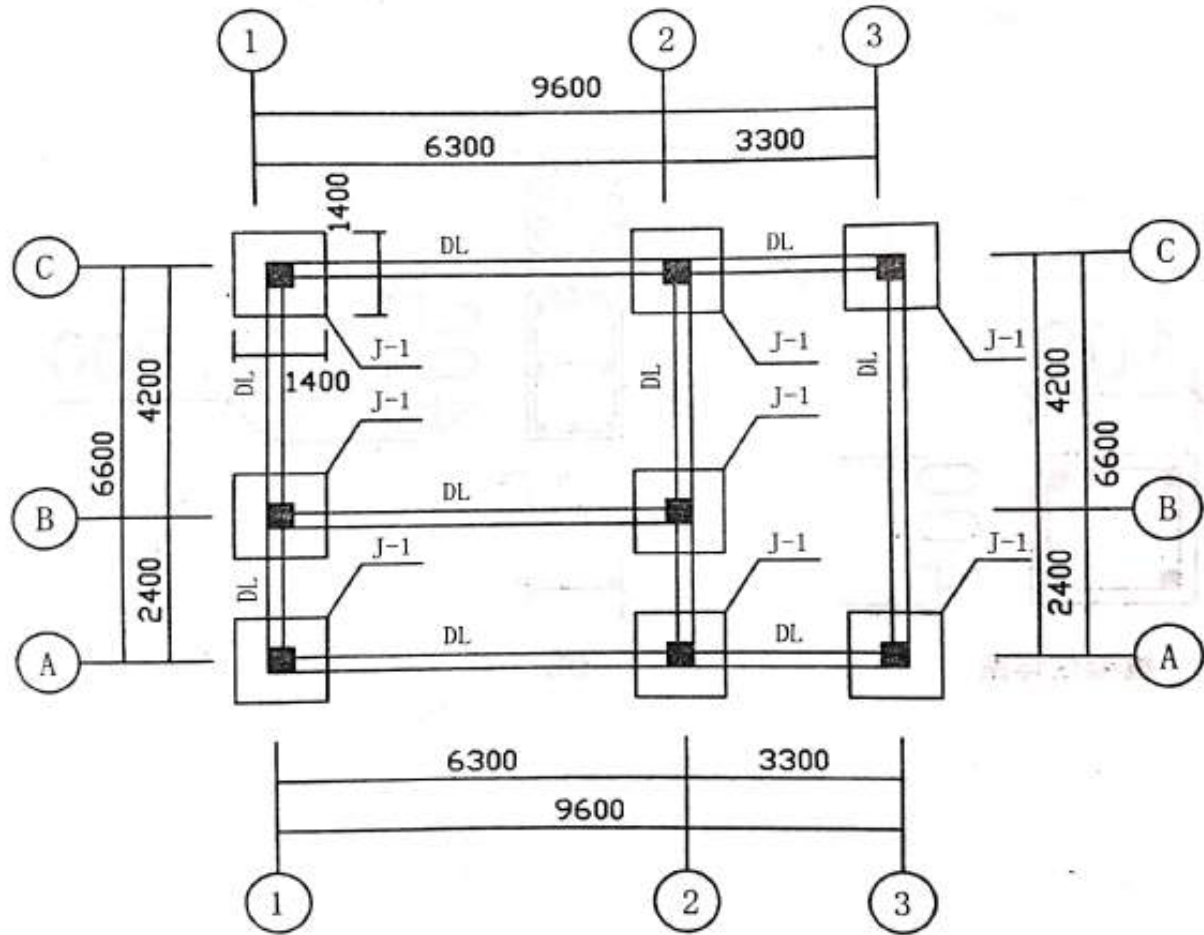 1 2 3
9600
6300 3300
1400
C DL DL C
J-1 J-1 J-1
1400
DL DL DL
4200 4200
J-1 J-1
6600 6600
DL
B B
J-1 J-1 J-1
2400 DL 2400
DL DL
A A
6300 3300
9600
1 2 3